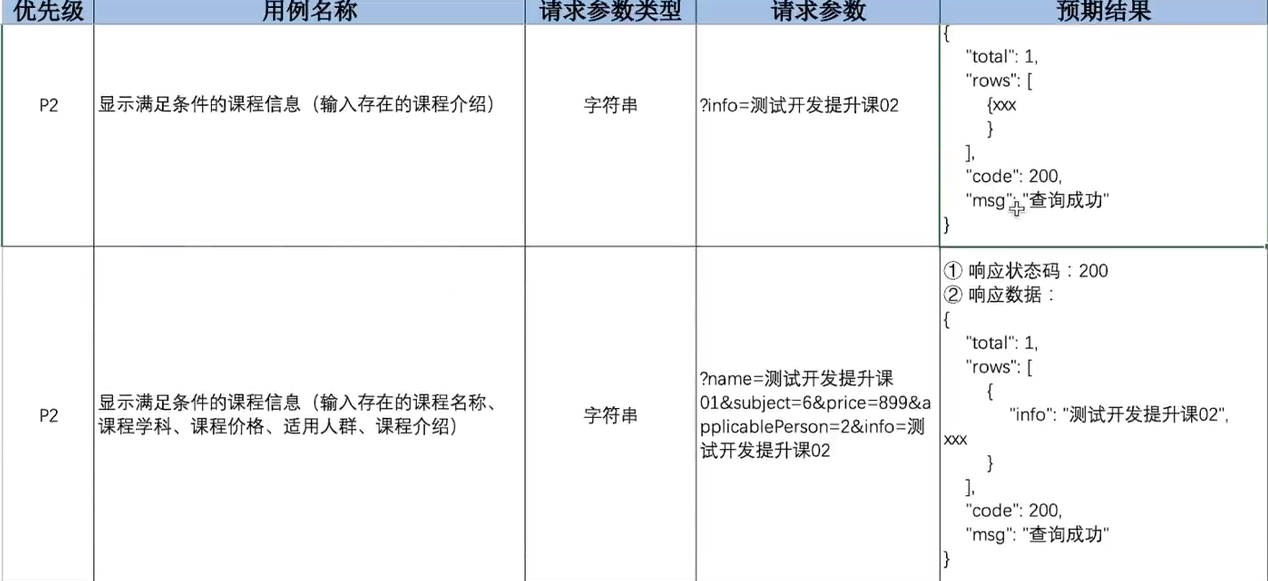 优先级 用例名称 请求参数类型 请求参数 预期结果
P2
显示满足条件的课程信息（输入存在的课程介绍）
字符串
?info=测试开发提升课02
{
"total": 1,
"rows": [
{xxx
}
],
"code": 200,
"msg": "查询成功"
}
P2
显示满足条件的课程信息（输入存在的课程名称、
课程学科、课程价格、适用人群、课程介绍）
字符串
?name=测试开发提升课
01&subject=6&price=899&a
pplicablePerson=2&info=测
试开发提升课02
① 响应状态码：200
② 响应数据：
{
"total": 1,
"rows": [
{
"info": "测试开发提升课02",
xxx
}
],
"code": 200,
"msg": "查询成功"
}